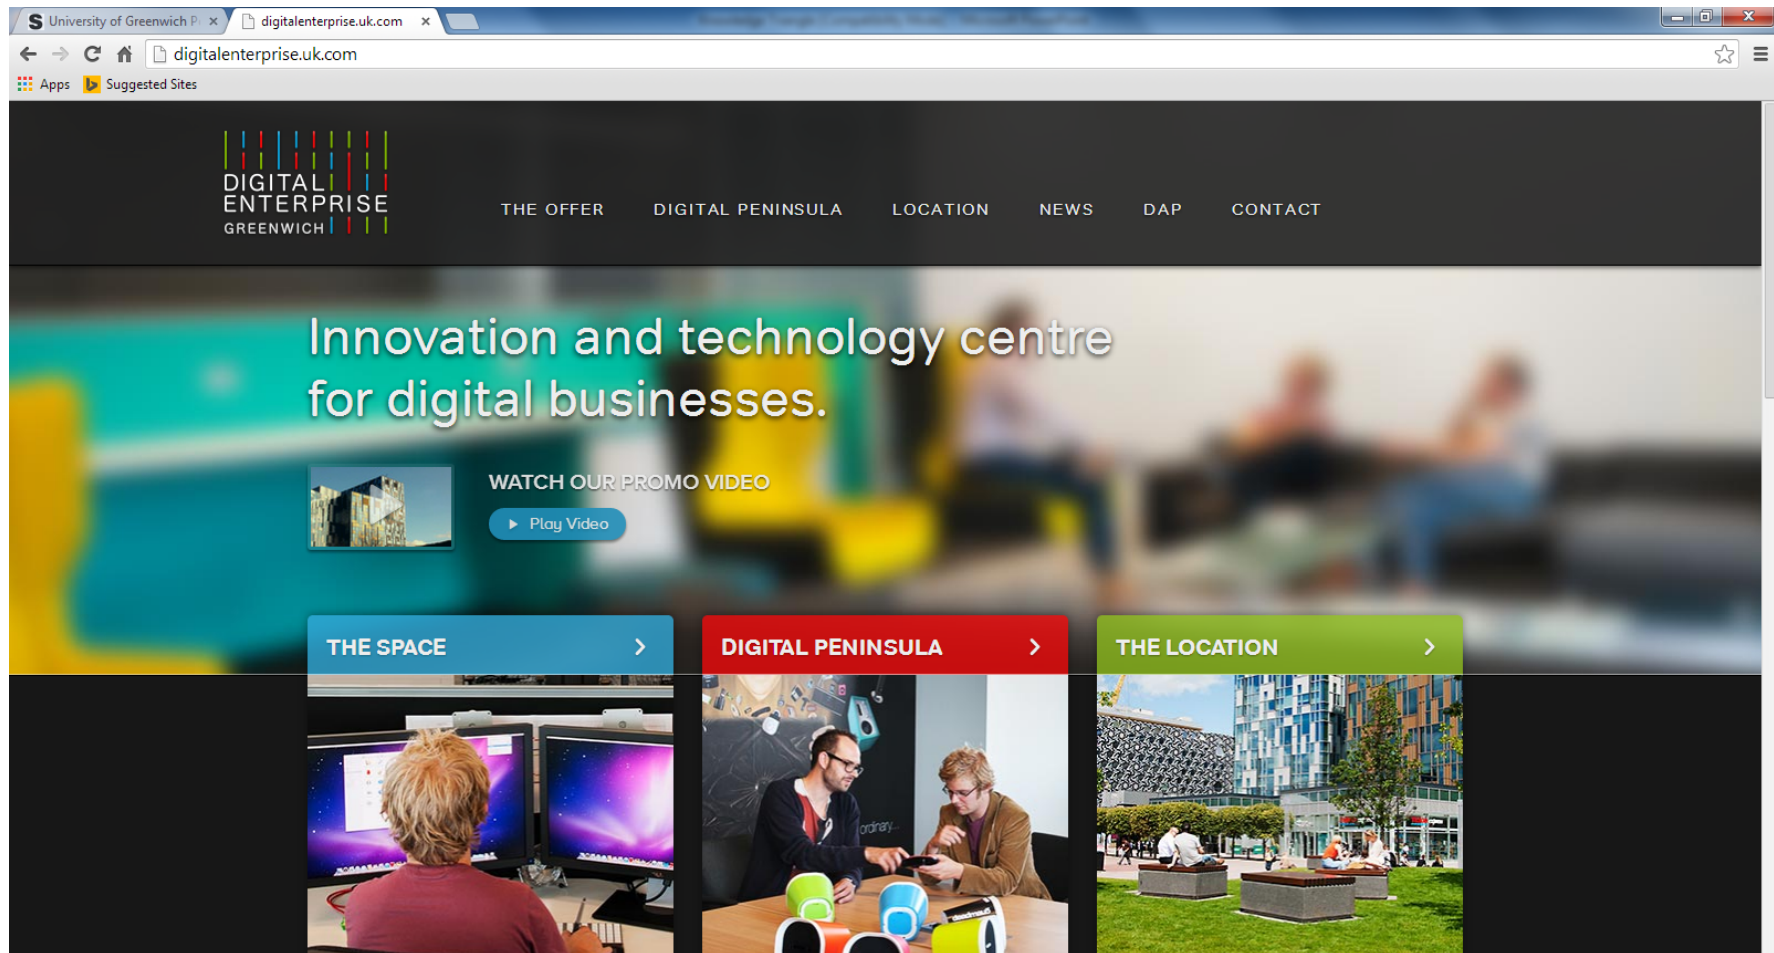 University of Greenwich P
digitalenterprise.uk.com
digitalenterprise.uk.com
Apps
Suggested Sites
DIGITAL
ENTERPRISE
GREENWICH
THE OFFER DIGITAL PENINSULA LOCATION NEWS DAP CONTACT
Innovation and technology centre
for digital businesses.
WATCH OUR PROMO VIDEO
Play Video
THE SPACE
DIGITAL PENINSULA
THE LOCATION
ordinary...
deadmau5